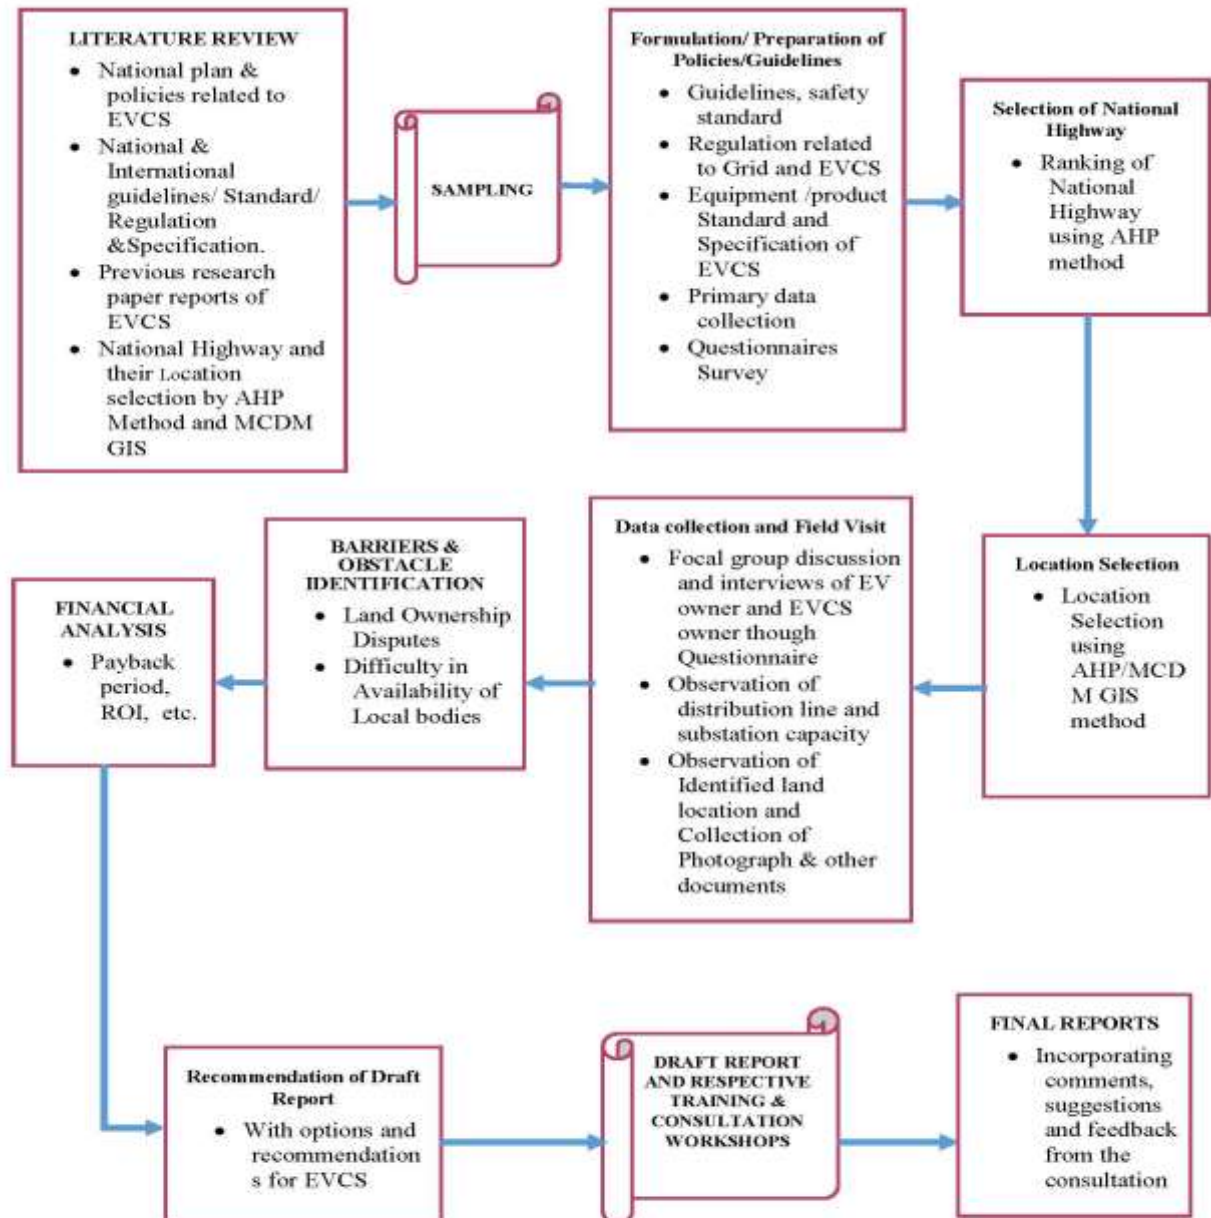 LITERATURE REVIEW
• National plan &
policies related to
EVCS
• National &
International
guidelines/ Standard/
Regulation
&Specification.
• Previous research
paper reports of
EVCS
• National Highway and
their Location
selection by AHP
Method and MCDM
GIS
SAMPLING
Formulation/ Preparation of
Policies/Guidelines
• Guidelines, safety
standard
• Regulation related
to Grid and EVCS
• Equipment /product
Standard and
Specification of
EVCS
• Primary data
collection
• Questionnaires
Survey
Selection of National
Highway
• Ranking of
National
Highway
using AHP
method
Location Selection
• Location
Selection
using
AHP/MCD
M GIS
method
Data collection and Field Visit
• Focal group discussion
and interviews of EV
owner and EVCS
owner though
Questionnaire
• Observation of
distribution line and
substation capacity
• Observation of
Identified land
location and
Collection of
Photograph & other
documents
BARRIERS &
OBSTACLE
IDENTIFICATION
• Land Ownership
Disputes
• Difficulty in
Availability of
Local bodies
FINANCIAL
ANALYSIS
• Payback
period,
ROI, etc.
Recommendation of Draft
Report
• With options and
recommendation
s for EVCS
DRAFT REPORT
AND RESPECTIVE
TRAINING &
CONSULTATION
WORKSHOPS
FINAL REPORTS
• Incorporating
comments,
suggestions
and feedback
from the
consultation